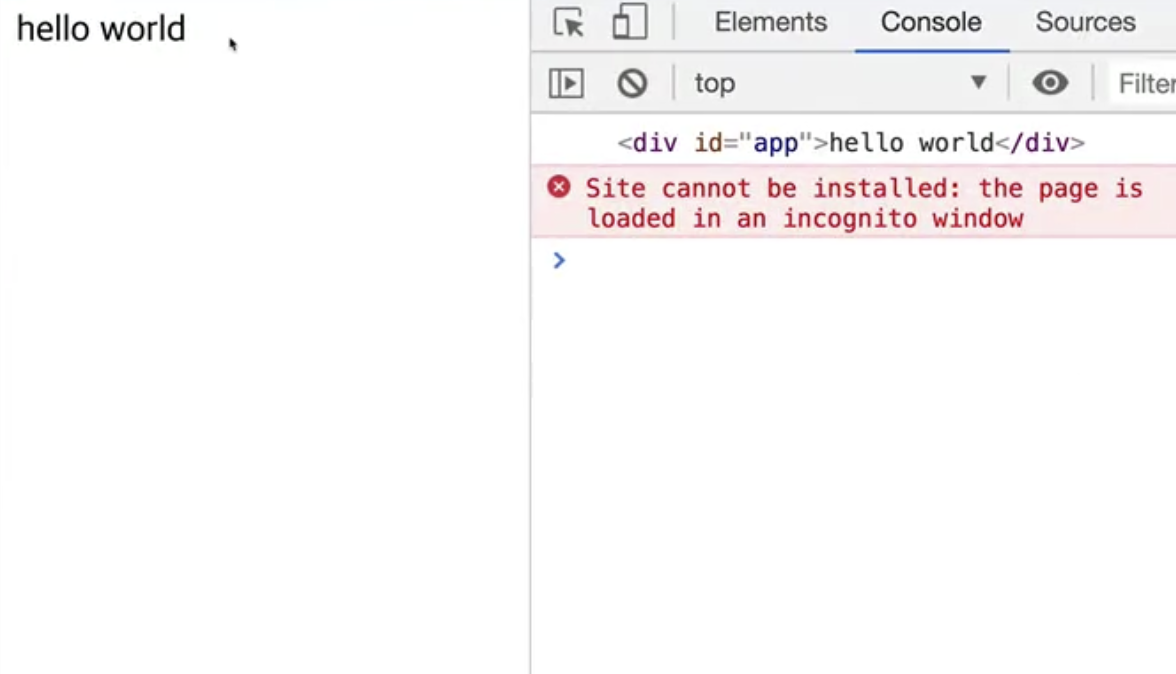 hello world
Elements Console Sources
top Filter
<div id="app">hello world</div>
Site cannot be installed: the page is
loaded in an incognito window